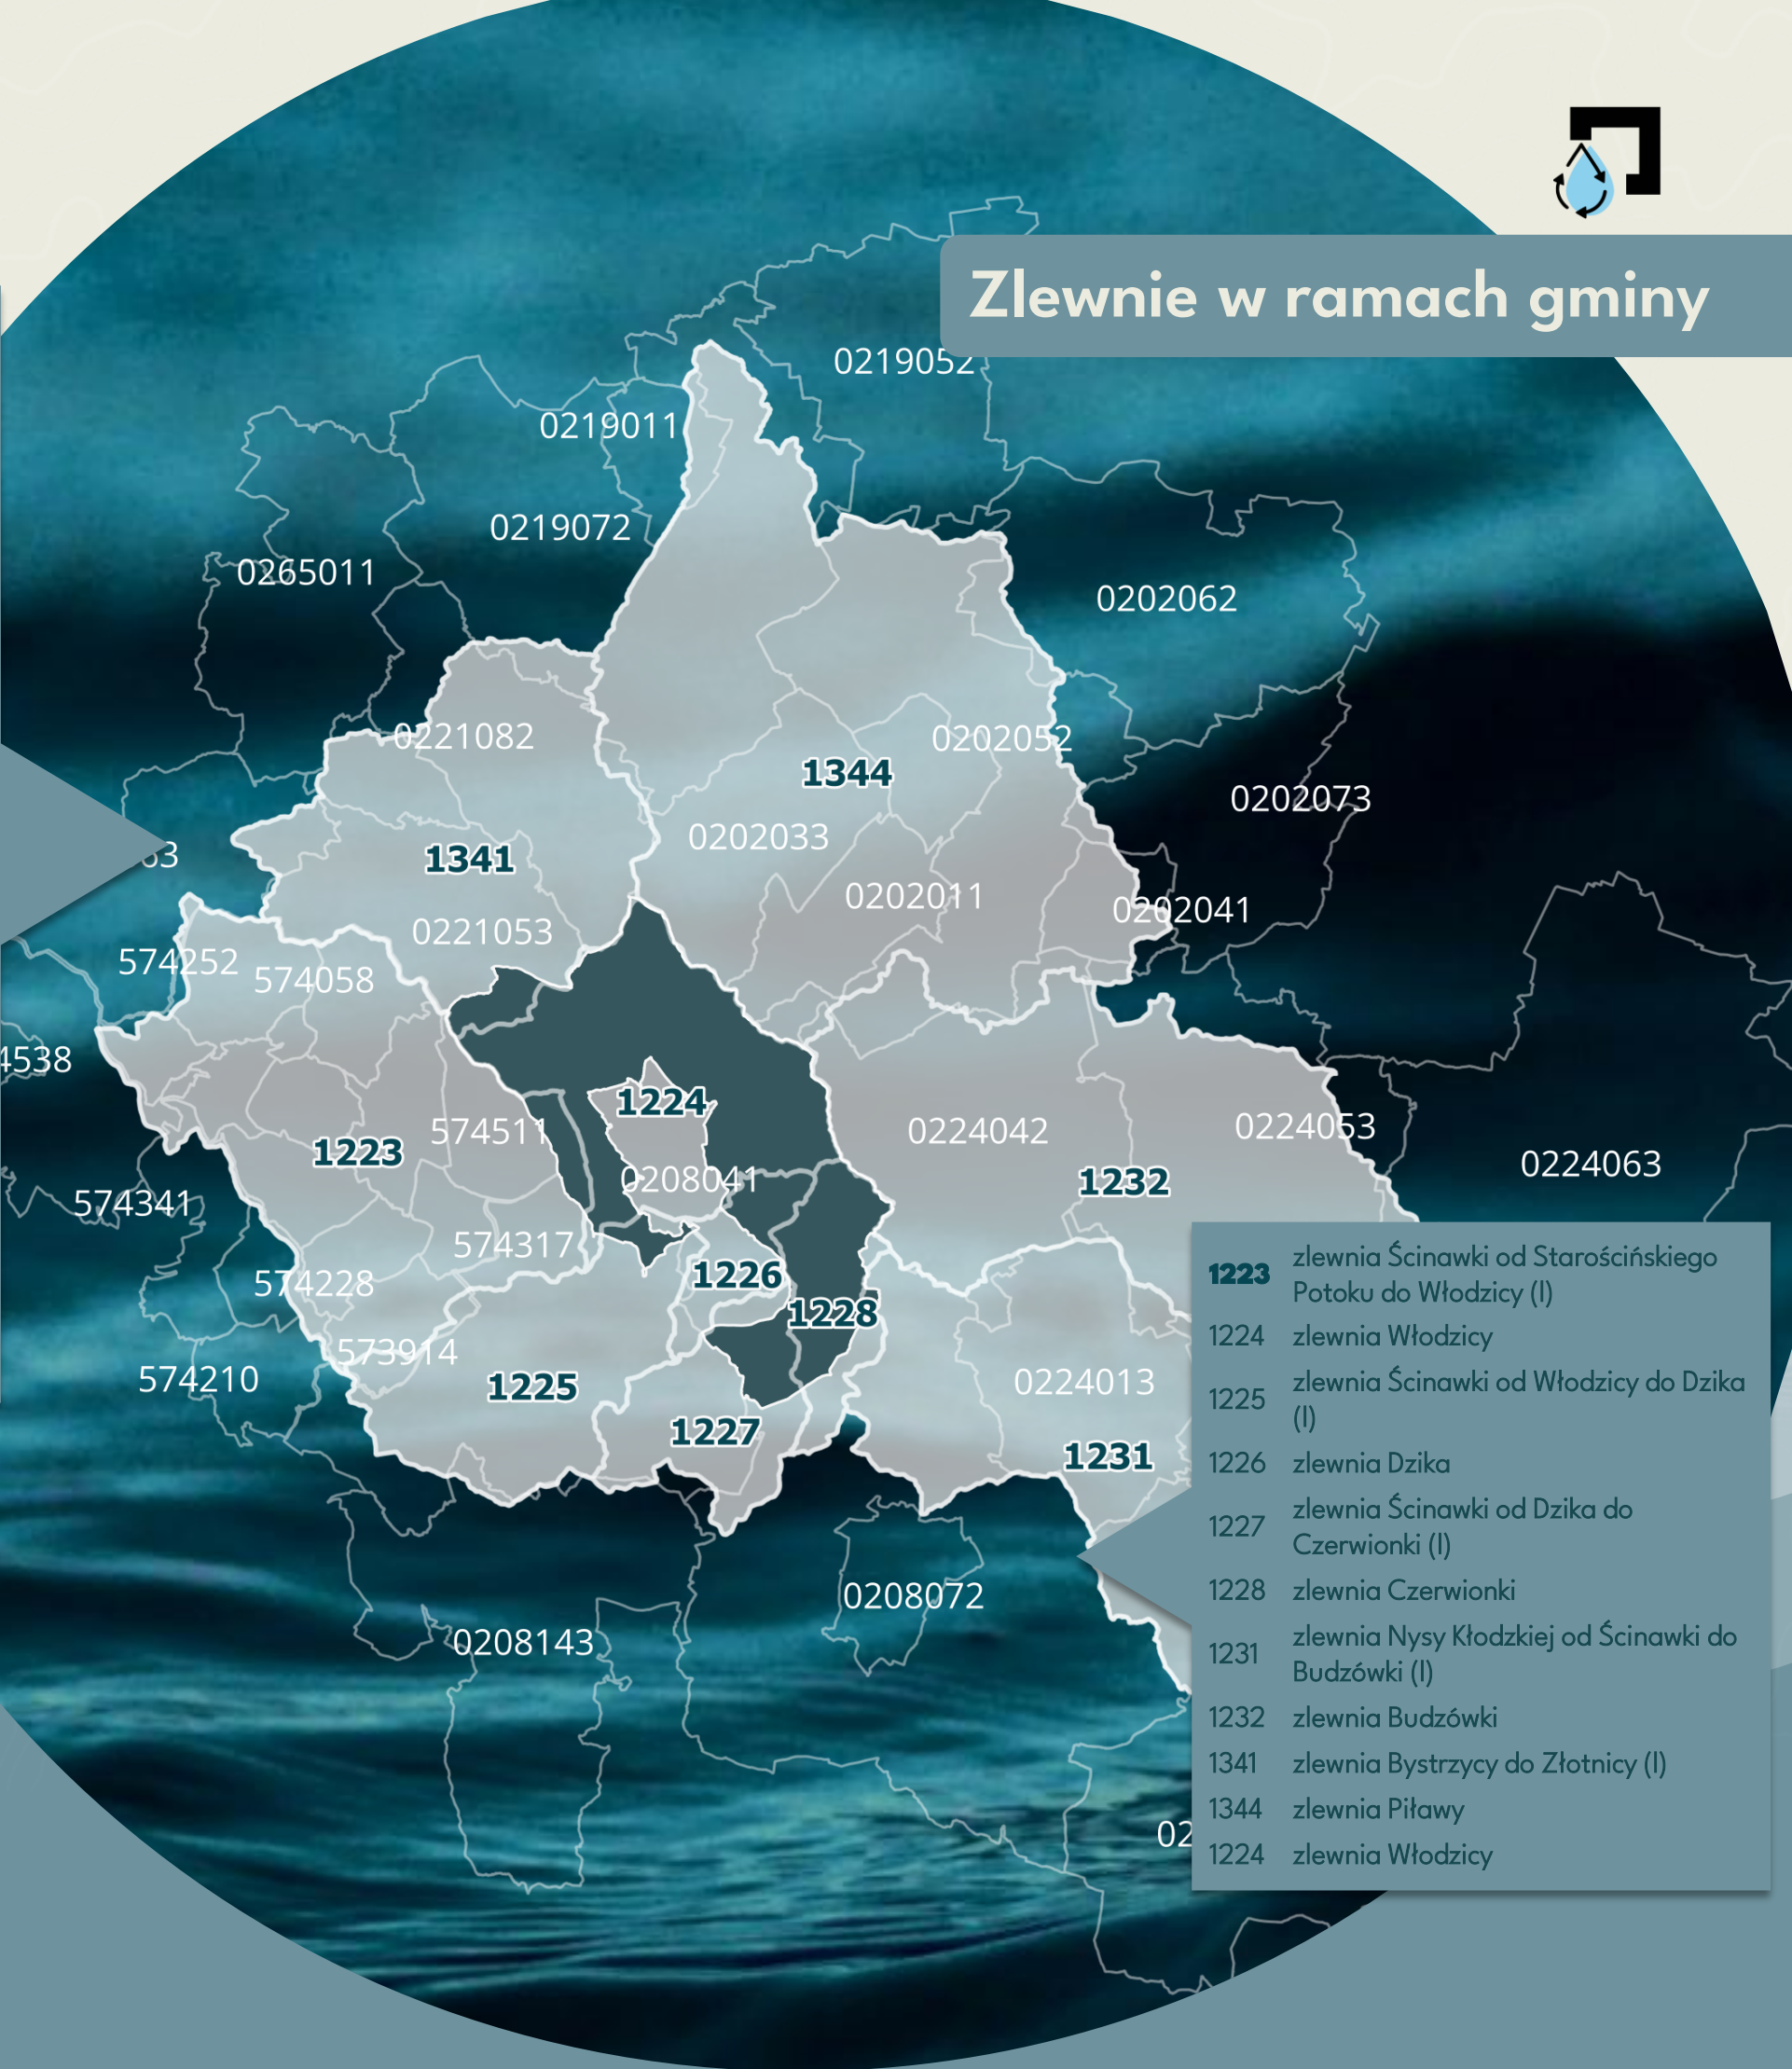 Zlewnie w ramach gminy
0219052
0219011
0219072
0265011
0202062
0221082
0202052
1344
0202073
0202033
63
1341
0202011
0202041
0221053
574252
574058
4538
1224
574511
0224042
0224053
1223
0224063
0208041
1232
574341
574317
1226
574228
1228
573914
574210
1225
0224013
1227
1231
0208072
0208143
02
1223 zlewnia Ścinawki od Starościńskiego
Potoku do Włodzicy (l)
1224 zlewnia Włodzicy
1225 zlewnia Ścinawki od Włodzicy do Dzika
(l)
1226 zlewnia Dzika
1227 zlewnia Ścinawki od Dzika do
Czerwionki (l)
1228 zlewnia Czerwionki
1231 zlewnia Nysy Kłodzkiej od Ścinawki do
Budzówki (l)
1232 zlewnia Budzówki
1341 zlewnia Bystrzycy do Złotnicy (l)
1344 zlewnia Piławy
1224 zlewnia Włodzicy